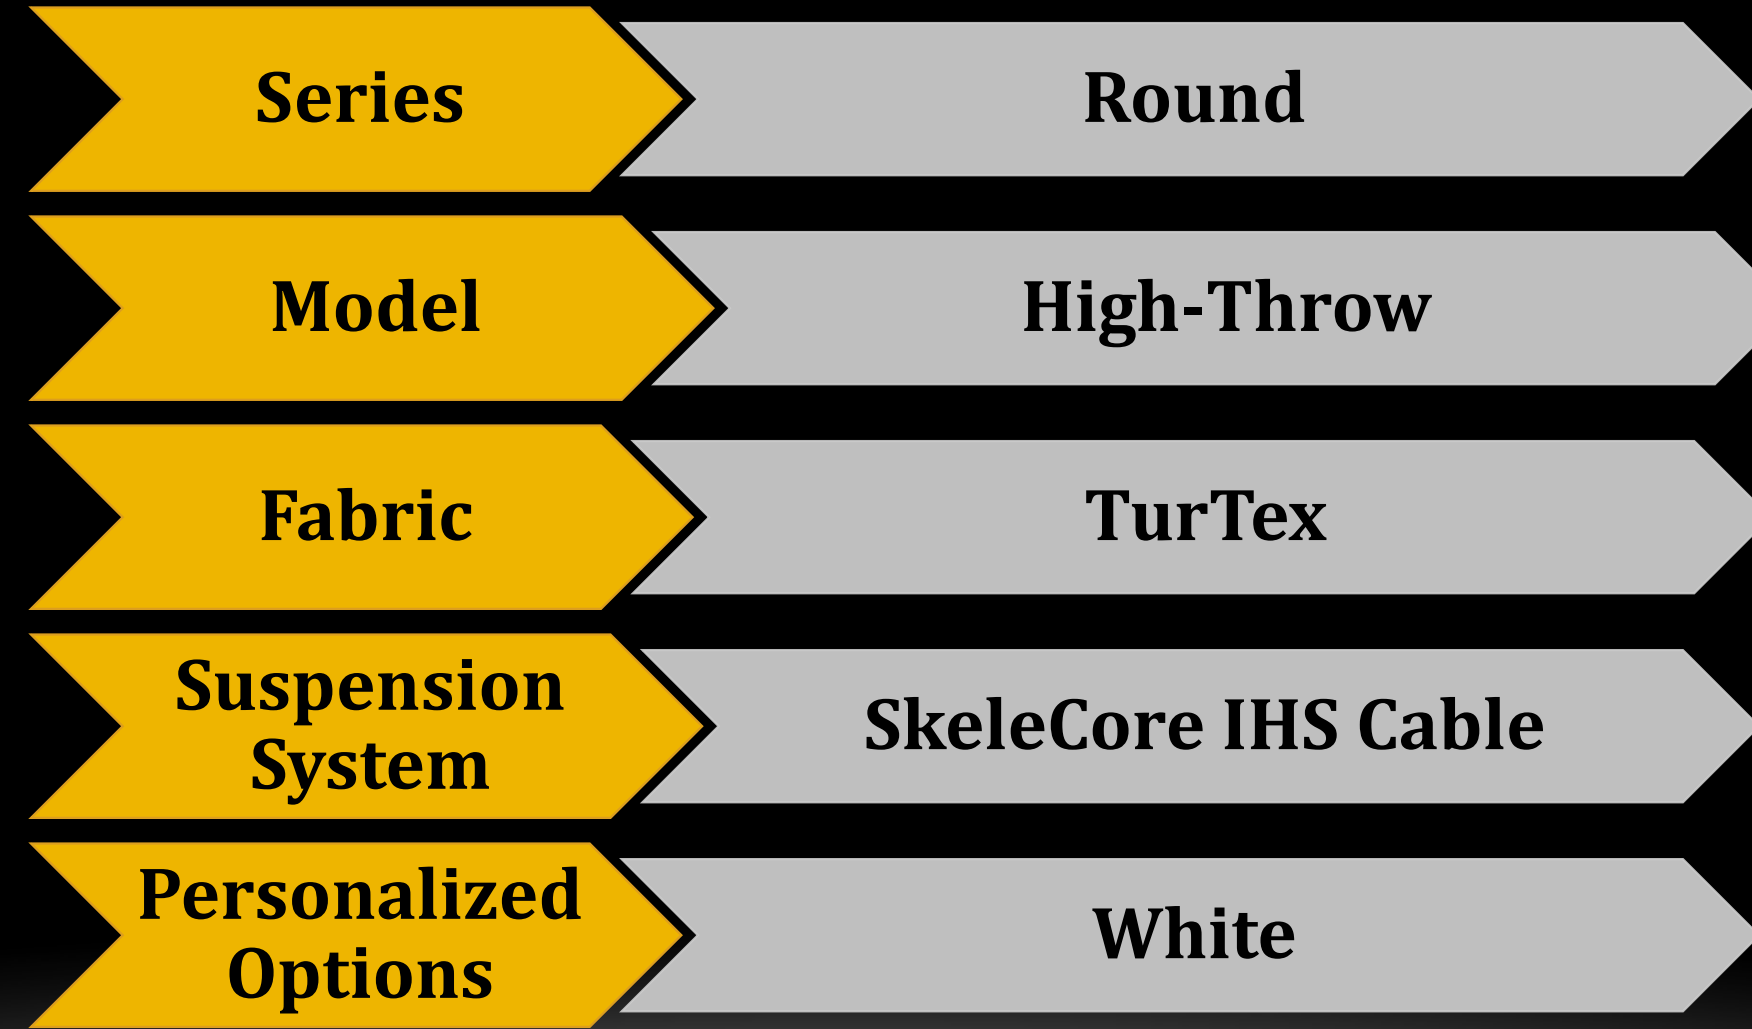 Series
Round
Model
High-Throw
Fabric
TurTex
Suspension
System
SkeleCore IHS Cable
Personalized
Options
White